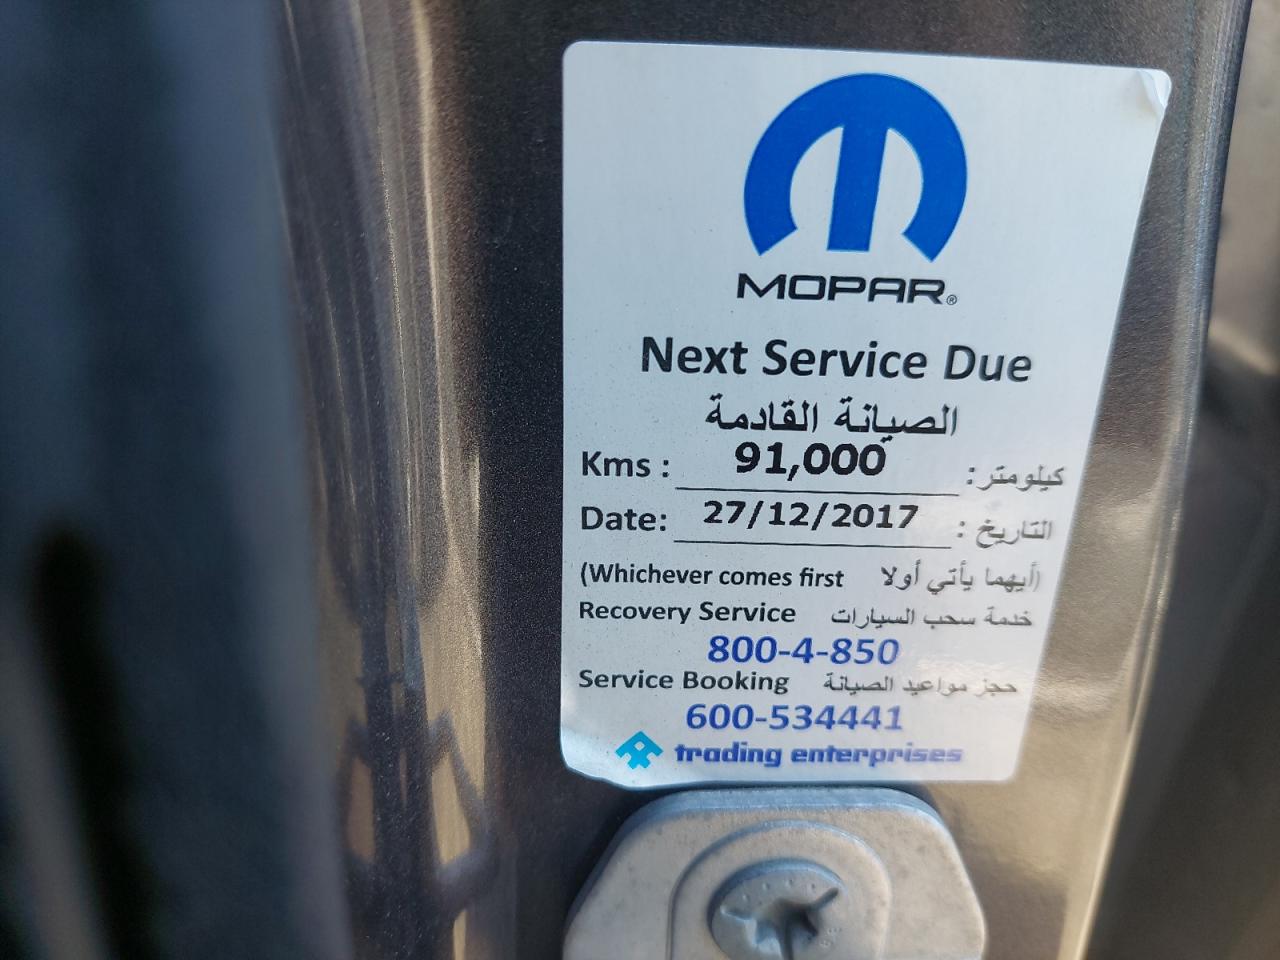 MOPAR®
Next Service Due
الصيانة القادمة
Kms : 91,000 كيلومتر:
Date: 27/12/2017 التاريخ :
(Whichever comes first أيهما يأتي أولا)
Recovery Service خدمة سحب السيارات
800-4-850
Service Booking حجز مواعيد الصيانة
600-534441
trading enterprises